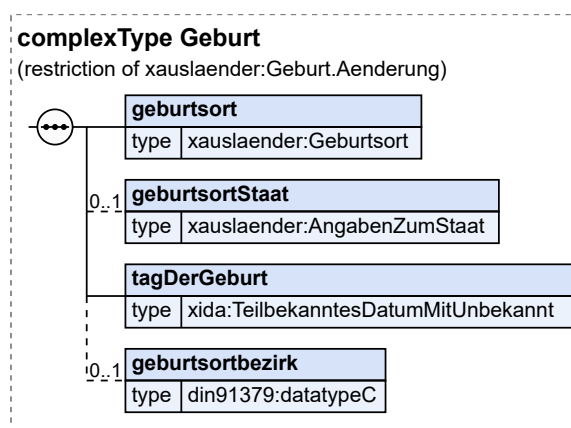 complexType Geburt
(restriction of xauslaender:Geburt.Aenderung)
geburtsort
type xauslaender:Geburtsort
0..1
geburtsortStaat
type xauslaender:AngabenZumStaat
tagDerGeburt
type xida:TeilbekanntesDatumMitUnbekannt
0..1
geburtsortbezirk
type din91379:datatypeC